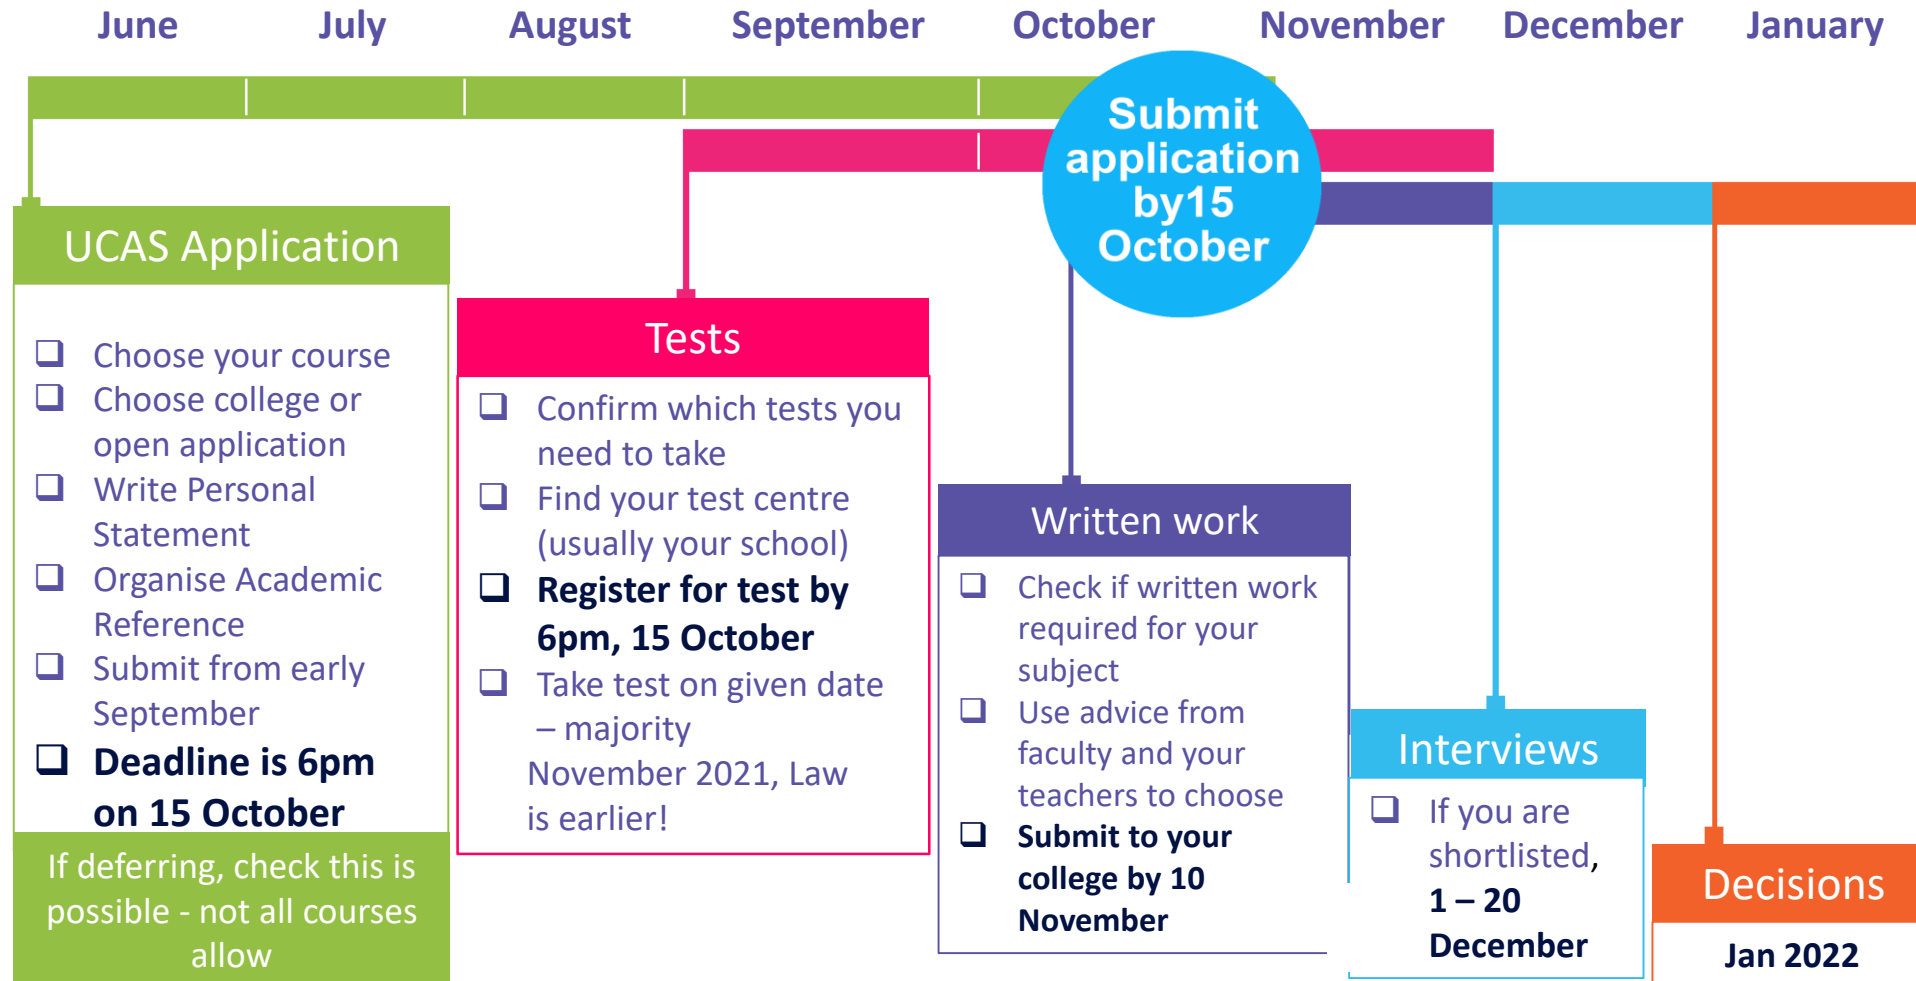 June July August September October November December January
Submit
application
by15
October
UCAS Application
❑ Choose your course
❑ Choose college or
open application
❑ Write Personal
Statement
❑ Organise Academic
Reference
❑ Submit from early
September
❑ Deadline is 6pm
on 15 October
If deferring, check this is
possible - not all courses
allow
Tests
❑ Confirm which tests you
need to take
❑ Find your test centre
(usually your school)
❑ Register for test by
6pm, 15 October
❑ Take test on given date
– majority
November 2021, Law
is earlier!
Written work
❑ Check if written work
required for your
subject
❑ Use advice from
faculty and your
teachers to choose
❑ Submit to your
college by 10
November
Interviews
❑ If you are
shortlisted,
1 – 20
December
Decisions
Jan 2022